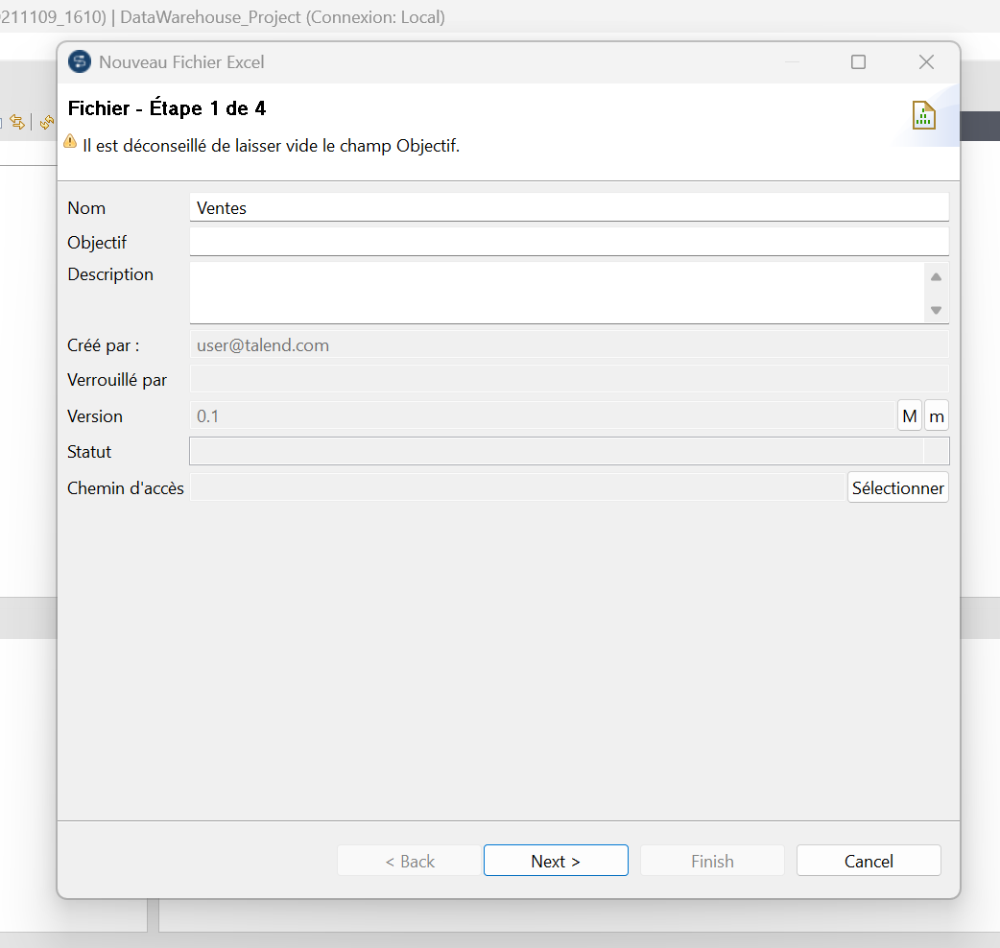 211109_1610) | DataWarehouse_Project (Connexion: Local)
Nouveau Fichier Excel
Fichier - Étape 1 de 4
Il est déconseillé de laisser vide le champ Objectif.
Nom Ventes
Objectif
Description
Créé par : user@talend.com
Verrouillé par
Version 0.1 M m
Statut
Chemin d'accès Sélectionner
< Back Next > Finish Cancel